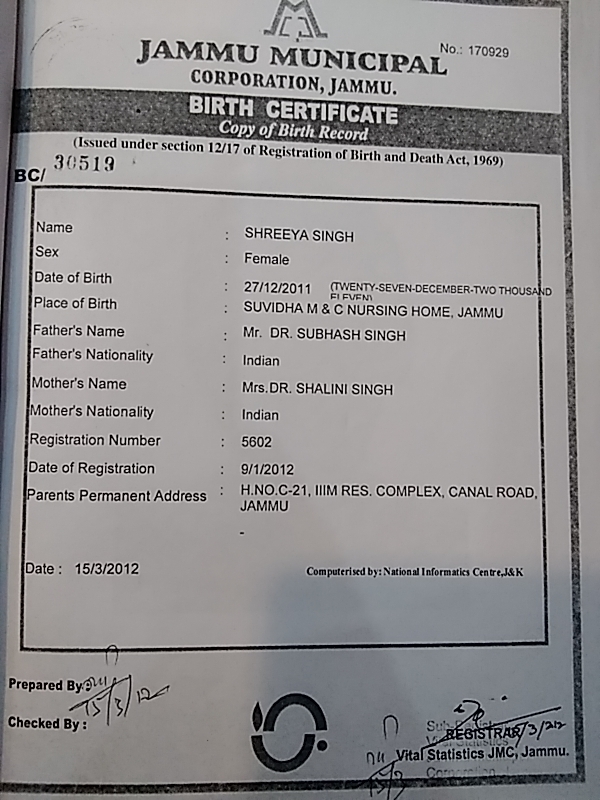 No.: 170929
JAMMU MUNICIPAL
CORPORATION, JAMMU.
BIRTH CERTIFICATE
Copy of Birth Record
(Issued under section 12/17 of Registration of Birth and Death Act, 1969)
BC/ 30519
Name : SHREEYA SINGH
Sex : Female
Date of Birth : 27/12/2011 (TWENTY-SEVEN-DECEMBER-TWO THOUSAND
ELEVEN)
Place of Birth : SUVIDHA M & C NURSING HOME, JAMMU
Father's Name : Mr. DR. SUBHASH SINGH
Father's Nationality : Indian
Mother's Name : Mrs.DR. SHALINI SINGH
Mother's Nationality : Indian
Registration Number : 5602
Date of Registration : 9/1/2012
Parents Permanent Address : H.NO.C-21, IIIM RES. COMPLEX, CANAL ROAD,
JAMMU
-
Date : 15/3/2012 Computerised by: National Informatics Centre,J&K
Prepared By
15/3/12
Checked By :
REGISTRAR
Vital Statistics JMC, Jammu.